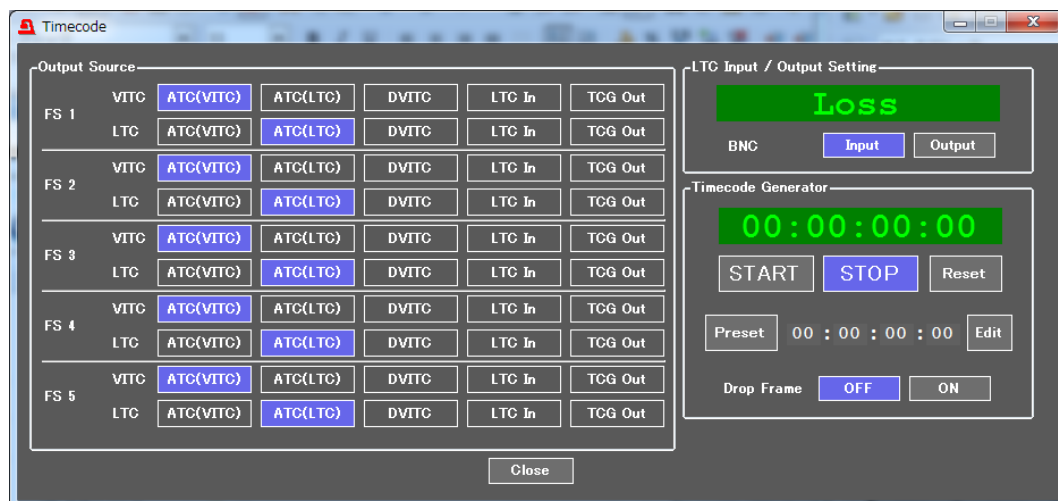 Timecode
Output Source
FS 1
VITC ATC(VITC) ATC(LTC) DVITC LTC In TCG Out
LTC ATC(VITC) ATC(LTC) DVITC LTC In TCG Out
FS 2
VITC ATC(VITC) ATC(LTC) DVITC LTC In TCG Out
LTC ATC(VITC) ATC(LTC) DVITC LTC In TCG Out
FS 3
VITC ATC(VITC) ATC(LTC) DVITC LTC In TCG Out
LTC ATC(VITC) ATC(LTC) DVITC LTC In TCG Out
FS 4
VITC ATC(VITC) ATC(LTC) DVITC LTC In TCG Out
LTC ATC(VITC) ATC(LTC) DVITC LTC In TCG Out
FS 5
VITC ATC(VITC) ATC(LTC) DVITC LTC In TCG Out
LTC ATC(VITC) ATC(LTC) DVITC LTC In TCG Out
LTC Input / Output Setting
Loss
BNC Input Output
Timecode Generator
00:00:00:00
START STOP Reset
Preset 00 : 00 : 00 : 00 Edit
Drop Frame OFF ON
Close